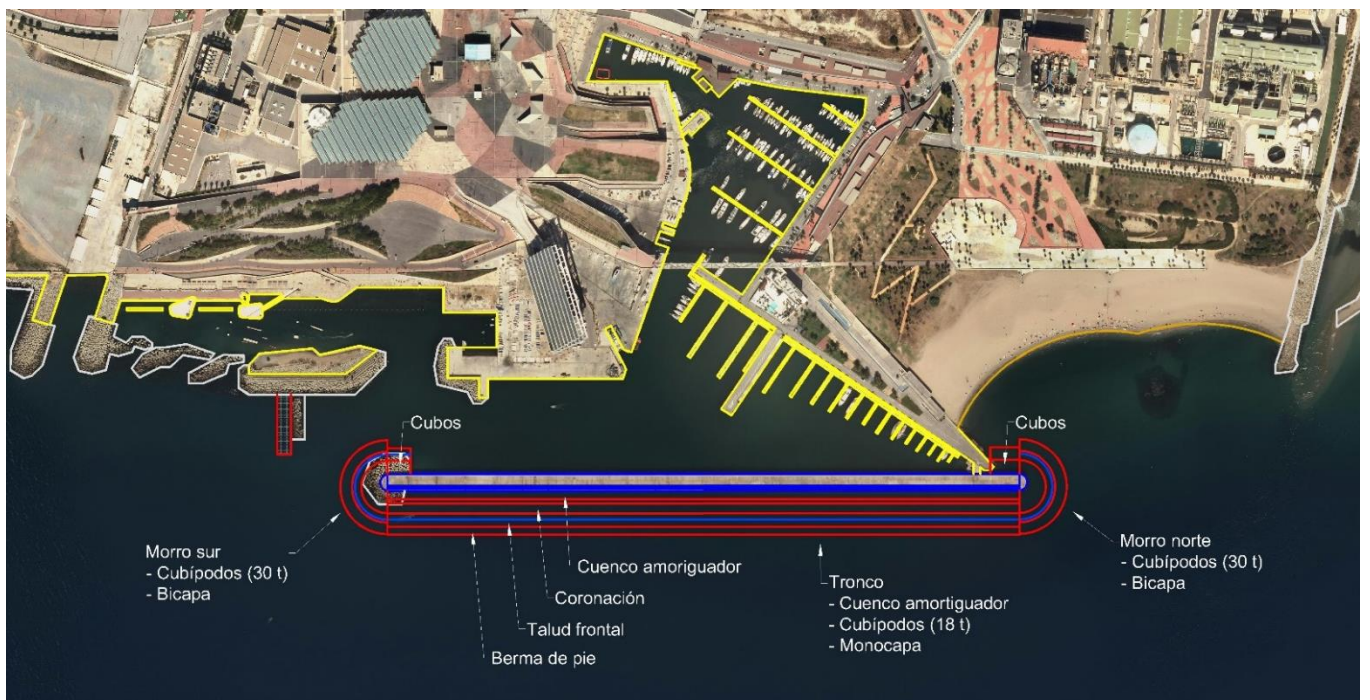 Cubos
Cubos
Morro sur
- Cubípodos (30 t)
- Bicapa
Cuenco amoriguador
Coronación
Talud frontal
Berma de pie
Tronco
- Cuenco amortiguador
- Cubípodos (18 t)
- Monocapa
Morro norte
- Cubípodos (30 t)
- Bicapa